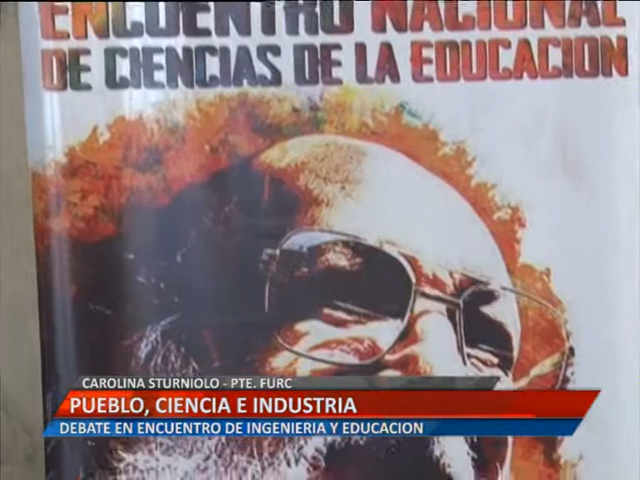 ENCUENTRO NACIONAL
DE CIENCIAS DE LA EDUCACION
CAROLINA STURNIOLO - PTE. FURC
PUEBLO, CIENCIA E INDUSTRIA
DEBATE EN ENCUENTRO DE INGENIERIA Y EDUCACION